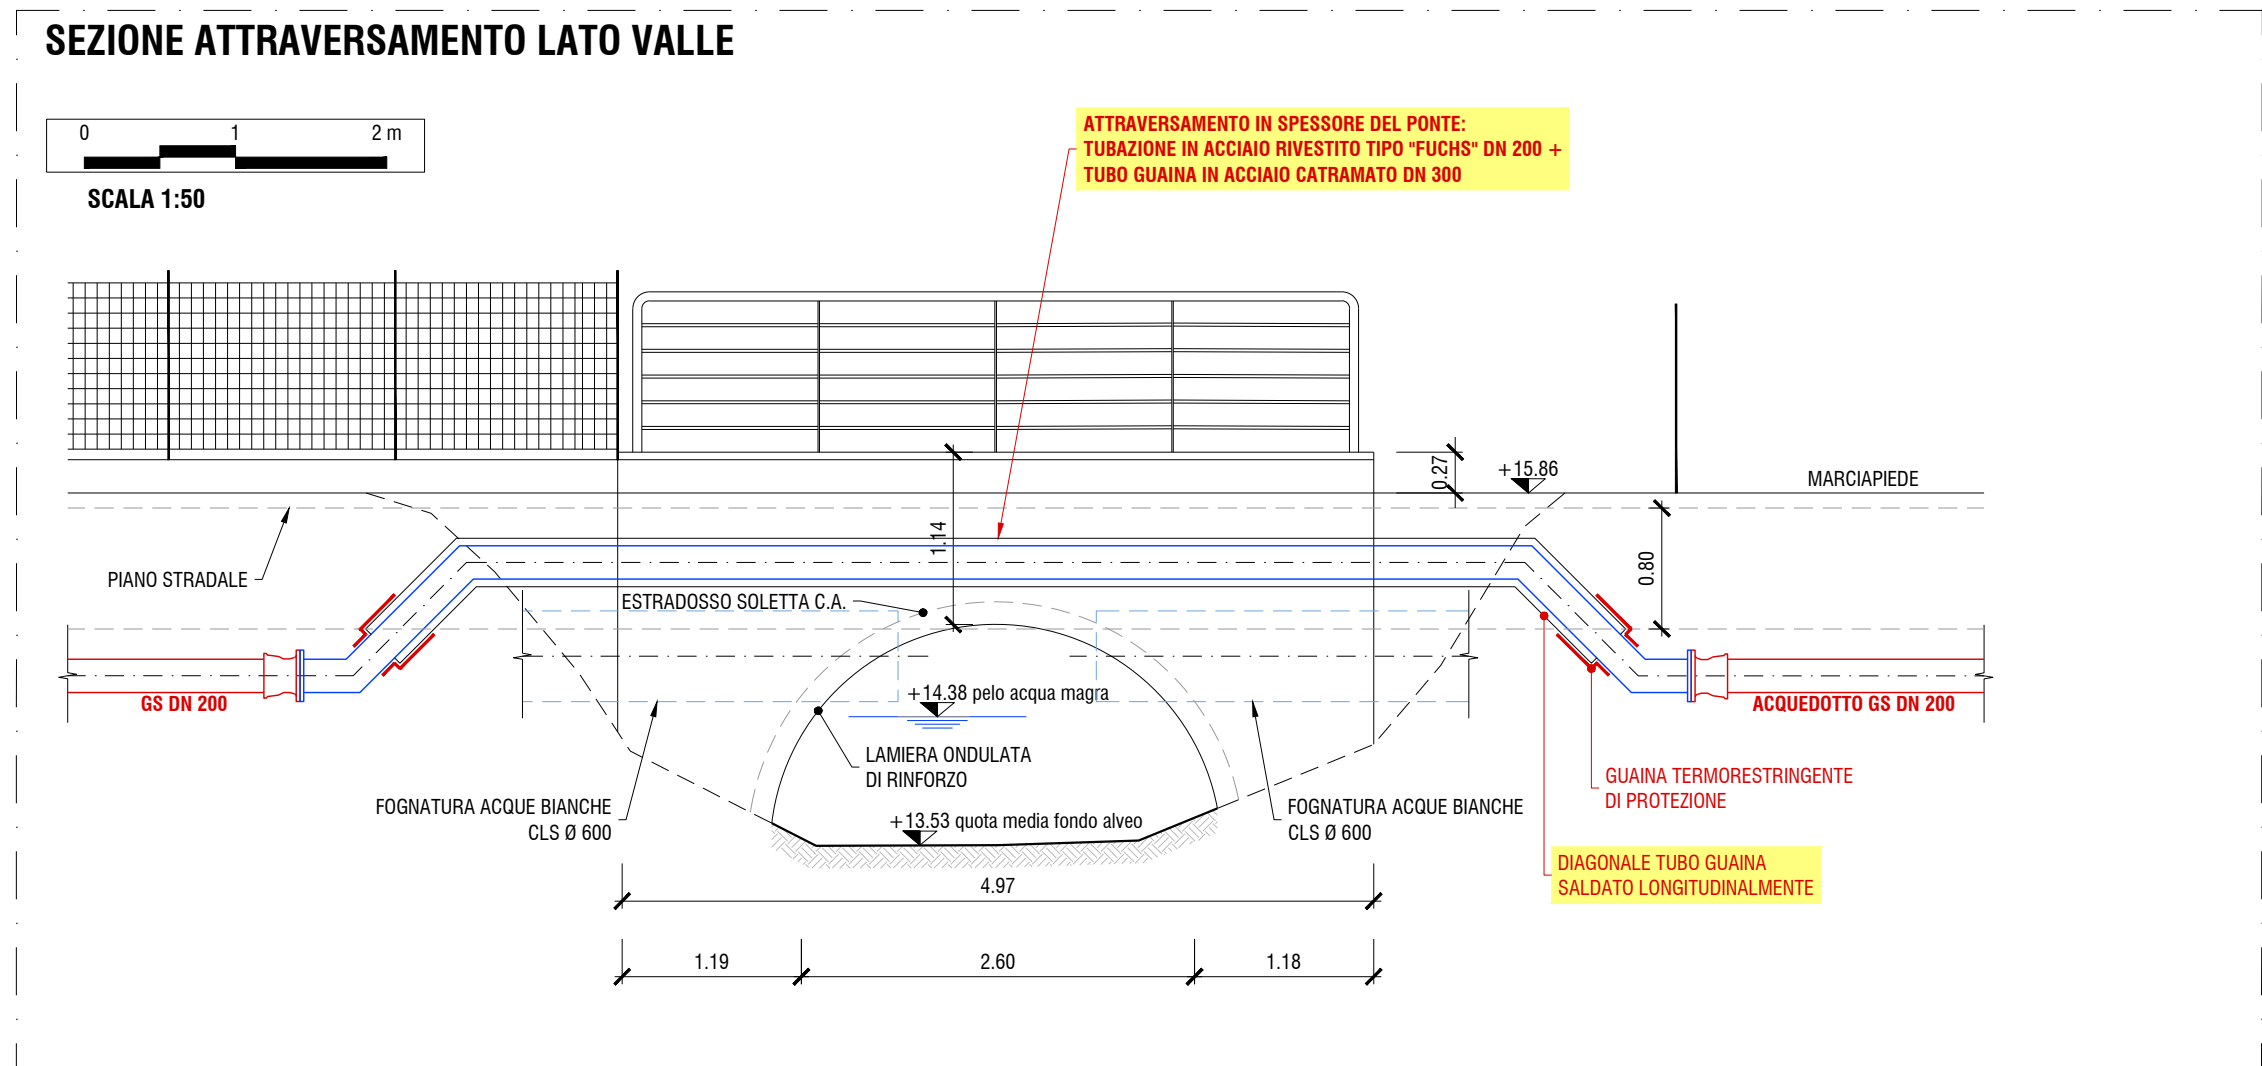 SEZIONE ATTRAVERSAMENTO LATO VALLE
0 1 2 m
SCALA 1:50
ATTRAVERSAMENTO IN SPESSORE DEL PONTE:
TUBAZIONE IN ACCIAIO RIVESTITO TIPO "FUCHS" DN 200 +
TUBO GUAINA IN ACCIAIO CATRAMATO DN 300
0.27
+15.86
MARCIAPIEDE
1.14
0.80
PIANO STRADALE
ESTRADOSSO SOLETTA C.A.
GS DN 200
+14.38 pelo acqua magra
ACQUEDOTTO GS DN 200
LAMIERA ONDULATA
DI RINFORZO
GUAINA TERMORESTRINGENTE
DI PROTEZIONE
FOGNATURA ACQUE BIANCHE
CLS Ø 600
+13.53 quota media fondo alveo
FOGNATURA ACQUE BIANCHE
CLS Ø 600
DIAGONALE TUBO GUAINA
SALDATO LONGITUDINALMENTE
4.97
1.19
2.60
1.18